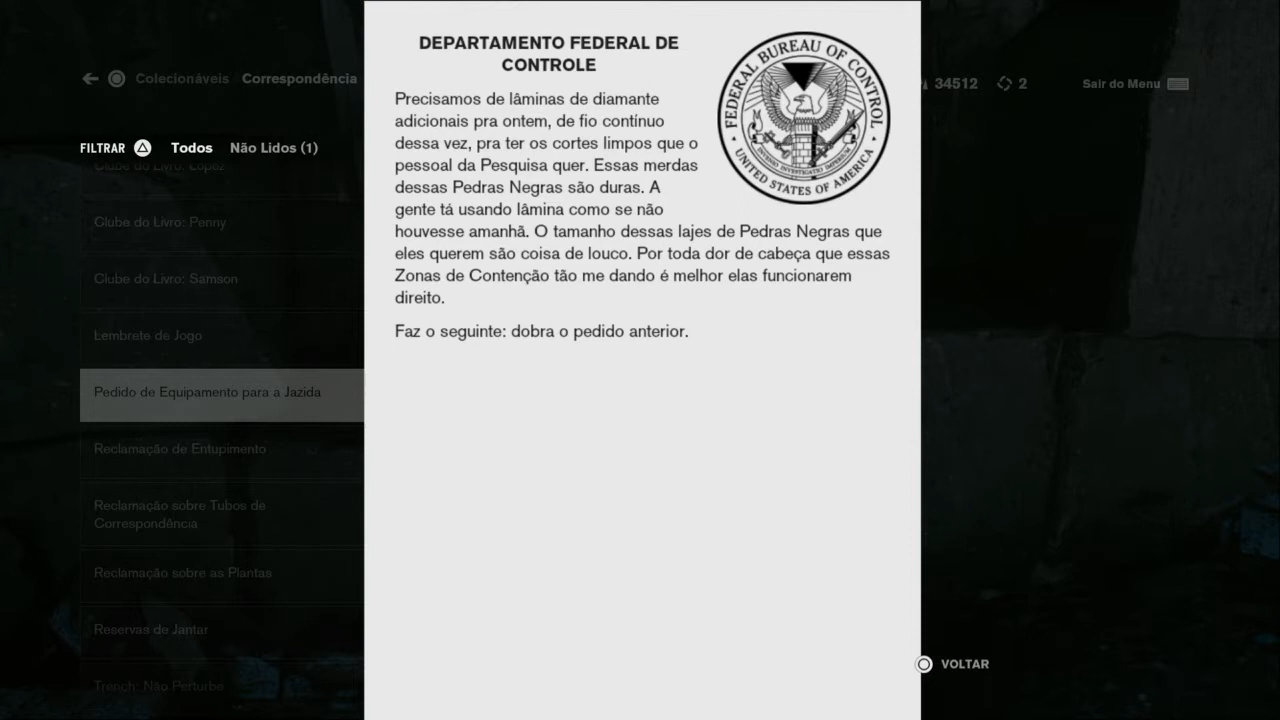 Colecionáveis Correspondência
34512 2
Sair do Menu
FILTRAR Todos Não Lidos (1)
Clube do Livro: López
Clube do Livro: Penny
Clube do Livro: Samson
Lembrete de Jogo
Pedido de Equipamento para a Jazida
Reclamação de Entupimento
Reclamação sobre Tubos de
Correspondência
Reclamação sobre as Plantas
Reservas de Jantar
Trench: Não Perturbe
DEPARTAMENTO FEDERAL DE
CONTROLE
FEDERAL BUREAU OF CONTROL
UNITED STATES OF AMERICA
Precisamos de lâminas de diamante
adicionais pra ontem, de fio contínuo
dessa vez, pra ter os cortes limpos que o
pessoal da Pesquisa quer. Essas merdas
dessas Pedras Negras são duras. A
gente tá usando lâmina como se não
houvesse amanhã. O tamanho dessas lajes de Pedras Negras que
eles querem são coisa de louco. Por toda dor de cabeça que essas
Zonas de Contenção tão me dando é melhor elas funcionarem
direito.
Faz o seguinte: dobra o pedido anterior.
VOLTAR